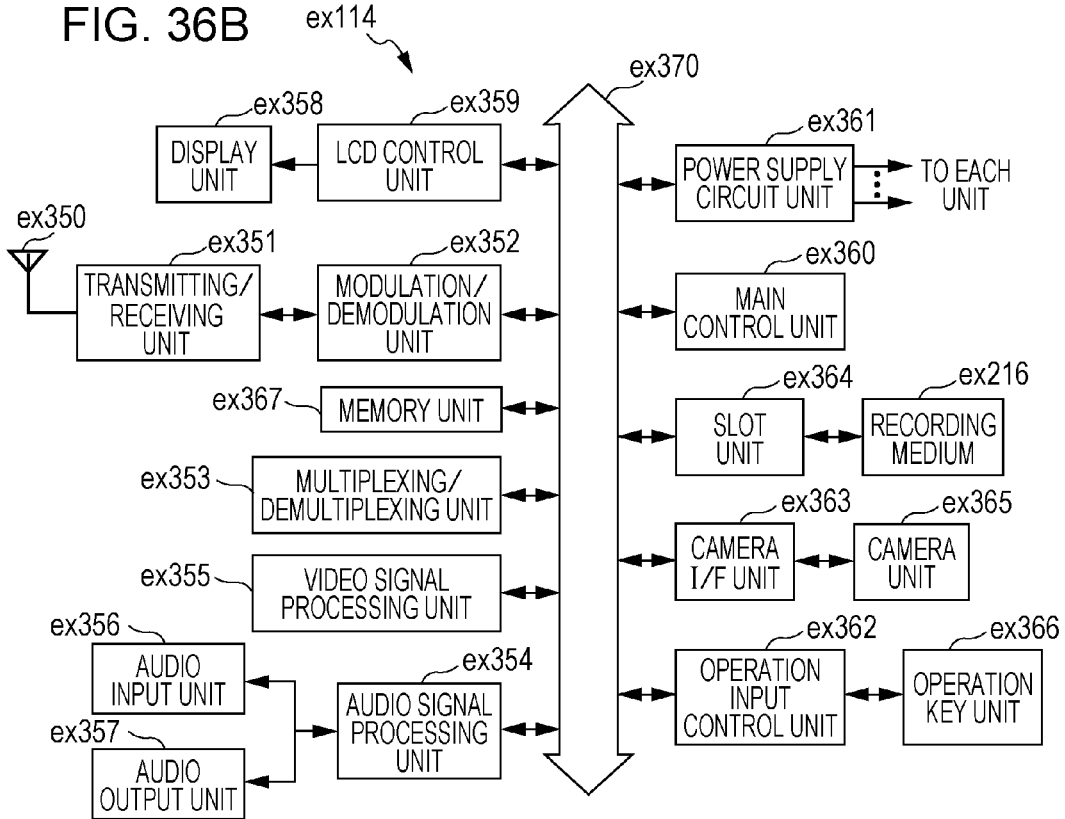 FIG. 36B
ex114
ex370
ex358
ex359
DISPLAY
UNIT
LCD CONTROL
UNIT
ex361
POWER SUPPLY
CIRCUIT UNIT
TO EACH
UNIT
ex350
ex351
TRANSMITTING/
RECEIVING
UNIT
ex352
MODULATION/
DEMODULATION
UNIT
ex360
MAIN
CONTROL UNIT
ex367
MEMORY UNIT
ex364
SLOT
UNIT
ex216
RECORDING
MEDIUM
ex353
MULTIPLEXING/
DEMULTIPLEXING UNIT
ex363
CAMERA
I/F UNIT
ex365
CAMERA
UNIT
ex355
VIDEO SIGNAL
PROCESSING UNIT
ex356
AUDIO
INPUT UNIT
ex354
AUDIO SIGNAL
PROCESSING
UNIT
ex357
AUDIO
OUTPUT UNIT
ex362
OPERATION
INPUT
CONTROL UNIT
ex366
OPERATION
KEY UNIT